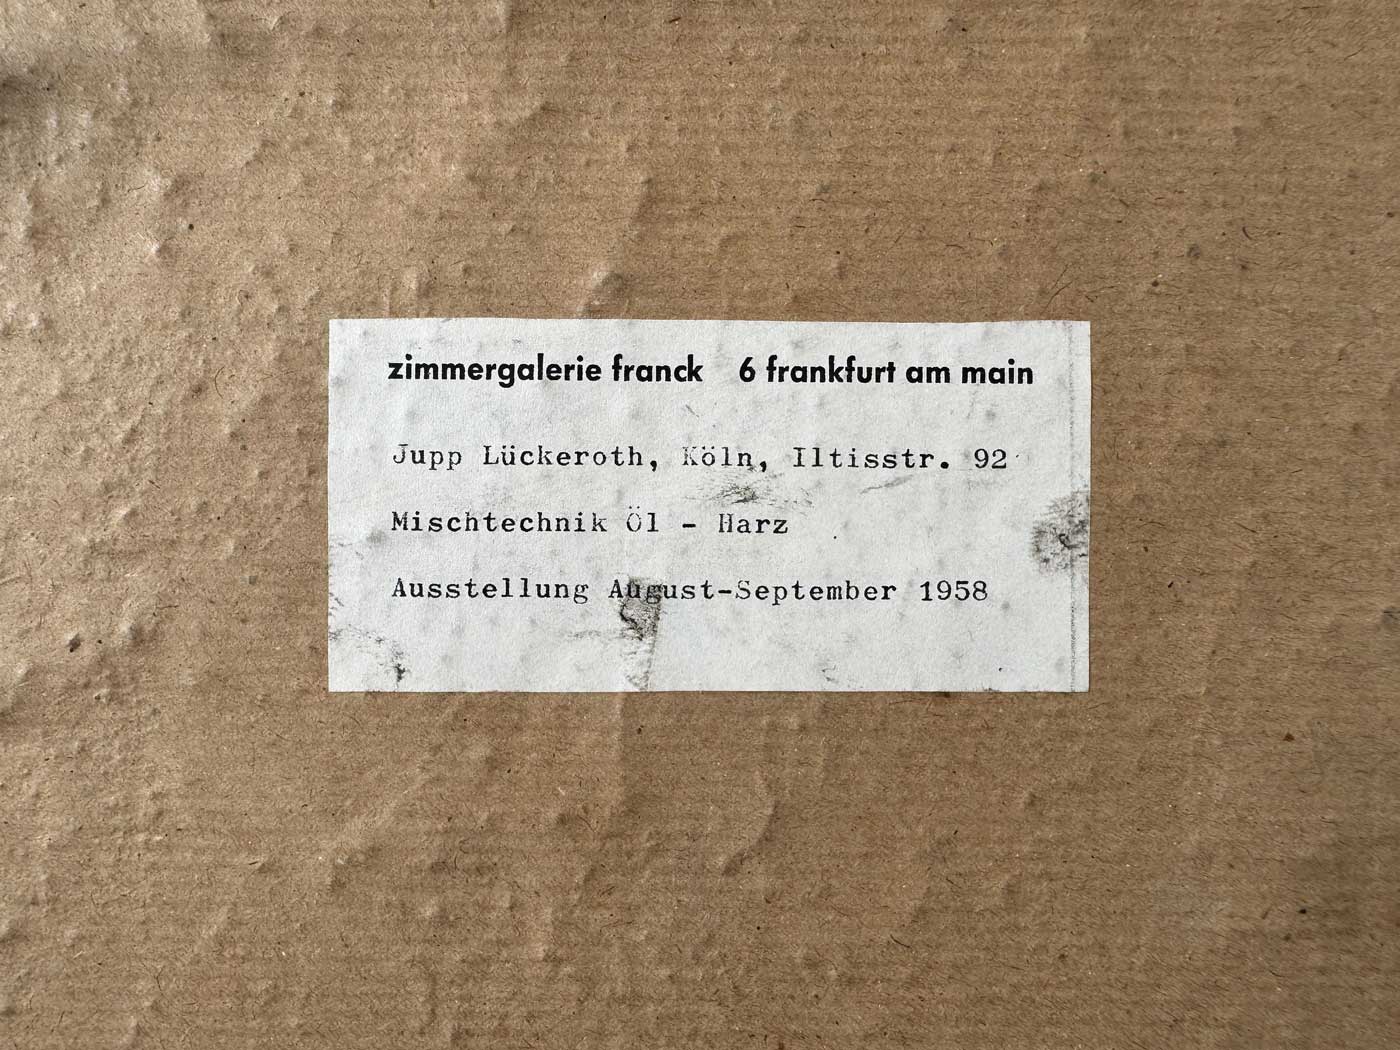 zimmergalerie franck 6 frankfurt am main
Jupp Lückeroth, Köln, Iltisstr. 92
Mischtechnik Öl - Harz
Ausstellung August-September 1958